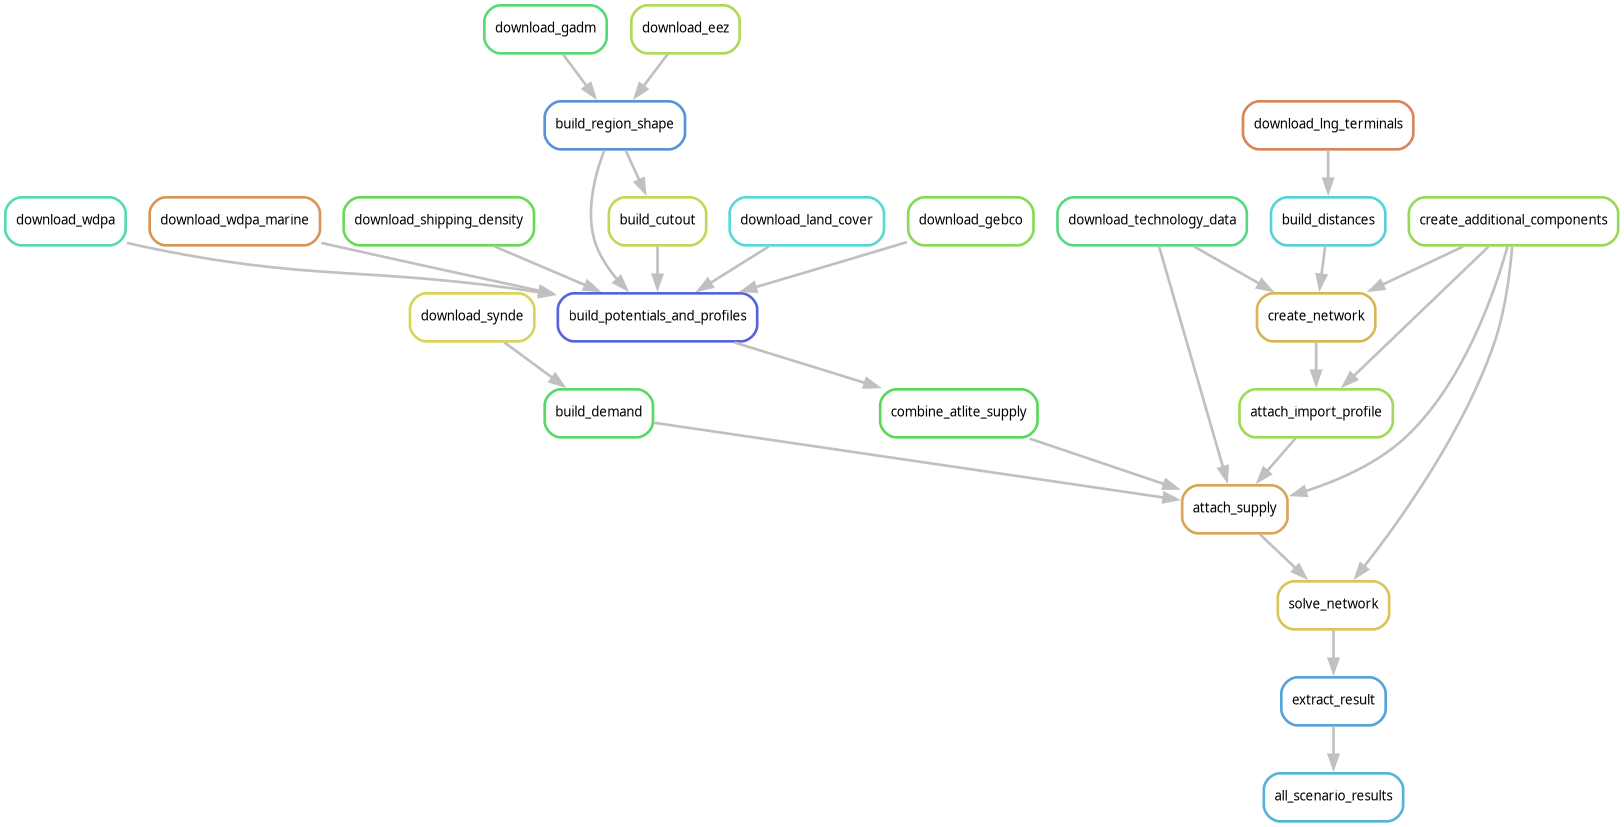 download_gadm
download_eez
build_region_shape
download_lng_terminals
download_wdpa
download_wdpa_marine
download_shipping_density
build_cutout
download_land_cover
download_gebco
download_technology_data
build_distances
create_additional_components
download_synde
build_potentials_and_profiles
create_network
build_demand
combine_atlite_supply
attach_import_profile
attach_supply
solve_network
extract_result
all_scenario_results